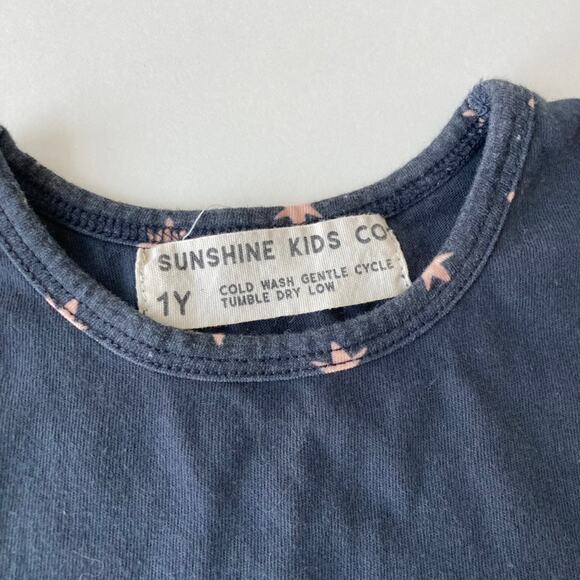 SUNSHINE KIDS CO
1Y
COLD WASH GENTLE CYCLE
TUMBLE DRY LOW